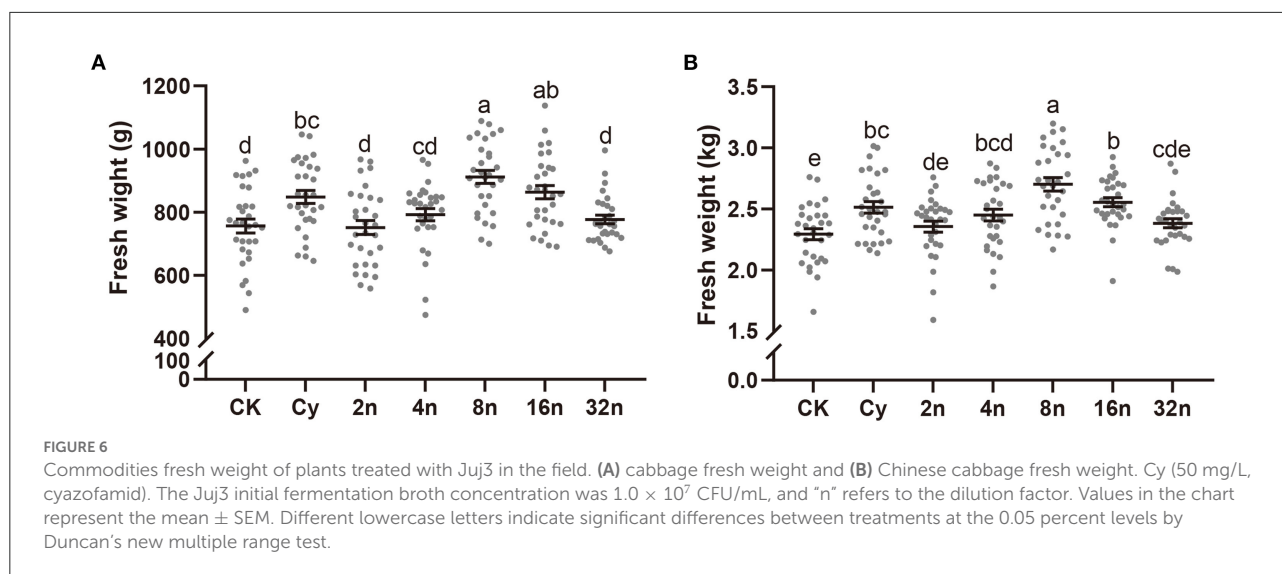 A
B
Fresh wight (g)
1200
1000
800
600
400
100
0
d
bc
d
cd
a
ab
d
CK Cy 2n 4n 8n 16n 32n
Fresh weight (kg)
3.5
3.0
2.5
2.0
1.5
0.0
e
bc
de
bcd
a
b
cde
CK Cy 2n 4n 8n 16n 32n
FIGURE 6
Commodities fresh weight of plants treated with Juj3 in the field. (A) cabbage fresh weight and (B) Chinese cabbage fresh weight. Cy (50 mg/L,
cyazofamid). The Juj3 initial fermentation broth concentration was 1.0 × 10⁷ CFU/mL, and “n” refers to the dilution factor. Values in the chart
represent the mean ± SEM. Different lowercase letters indicate significant differences between treatments at the 0.05 percent levels by
Duncan’s new multiple range test.